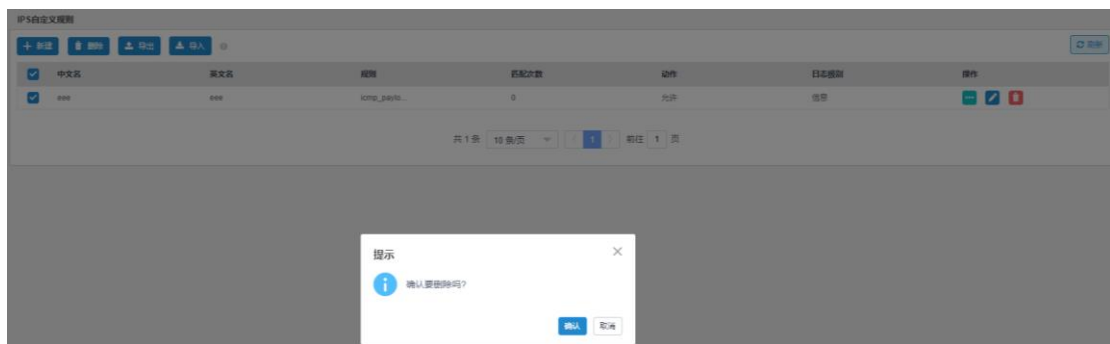 IPS自定义规则
新建 删除 导出 导入 刷新
中文名 英文名 规则 匹配次数 动作 日志级别 操作
eee eee icmp_paylo... 0 允许 信息
共 1 条 10 条/页 1 前往 1 页
提示
确认要删除吗?
确认 取消